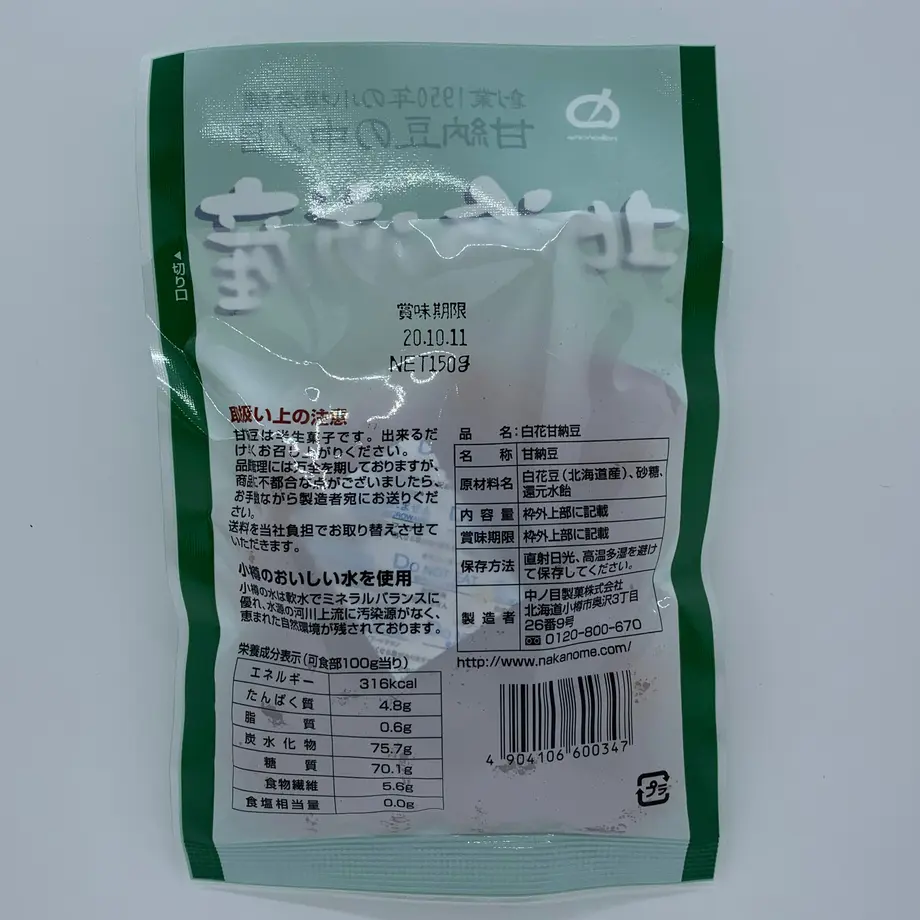 創業1950年の小樽の老舗
甘納豆の中ノ目
北海道産
切り口
賞味期限
20.10.11
NET150g
取扱い上の注意
甘納豆は半生菓子です。出来るだ
け早くお召し上がりください。
品質管理には万全を期しておりますが、
商品に不都合な点がございましたら、
お手数ながら製造者宛にお送りくだ
さい。
送料を当社負担でお取り替えさせて
いただきます。
小樽のおいしい水を使用
小樽の水は軟水でミネラルバランスに
優れ、水源の河川上流に汚染源がなく、
恵まれた自然環境が残されております。
栄養成分表示(可食部100g当り)
エネルギー 316kcal
たんぱく質 4.8g
脂質 0.6g
炭水化物 75.7g
糖質 70.1g
食物繊維 5.6g
食塩相当量 0.0g
品名:白花甘納豆
名称 甘納豆
原材料名 白花豆(北海道産)、砂糖、
還元水飴
内容量 枠外上部に記載
賞味期限 枠外上部に記載
保存方法 直射日光、高温多湿を避け
て保存してください。
製造者 中ノ目製菓株式会社
北海道小樽市奥沢3丁目
26番9号
0120-800-670
http://www.nakanome.com/
4 904106 600347
プラ
Do NOT EAT